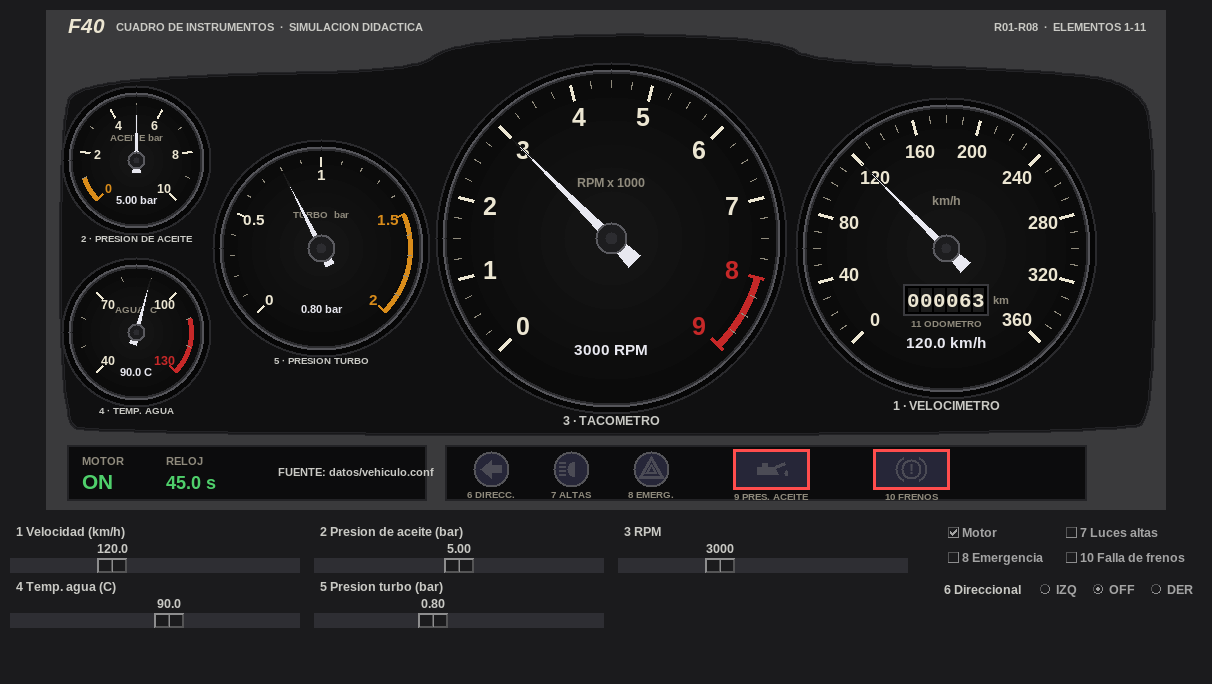 F40 CUADRO DE INSTRUMENTOS · SIMULACION DIDACTICA
R01-R08 · ELEMENTOS 1-11
0 2 4 6 8 10
ACEITE bar
5.00 bar
2 · PRESION DE ACEITE
40 70 100 130
90.0 C
4 · TEMP. AGUA
0 0.5 1 1.5 2
TURBO bar
0.80 bar
5 · PRESION TURBO
0 1 2 3 4 5 6 7 8 9
RPM x 1000
3000 RPM
3 · TACOMETRO
0 40 80 120 160 200 240 280 320 360
km/h
000063 km
11 ODOMETRO
120.0 km/h
1 · VELOCIMETRO
MOTOR RELOJ
ON 45.0 s
FUENTE: datos/vehiculo.conf
6 DIRECC. 7 ALTAS 8 EMERG. 9 PRES. ACEITE 10 FRENOS
1 Velocidad (km/h)
120.0
2 Presion de aceite (bar)
5.00
3 RPM
3000
4 Temp. agua (C)
90.0
5 Presion turbo (bar)
0.80
Motor 7 Luces altas
8 Emergencia 10 Falla de frenos
6 Direccional IZQ OFF DER